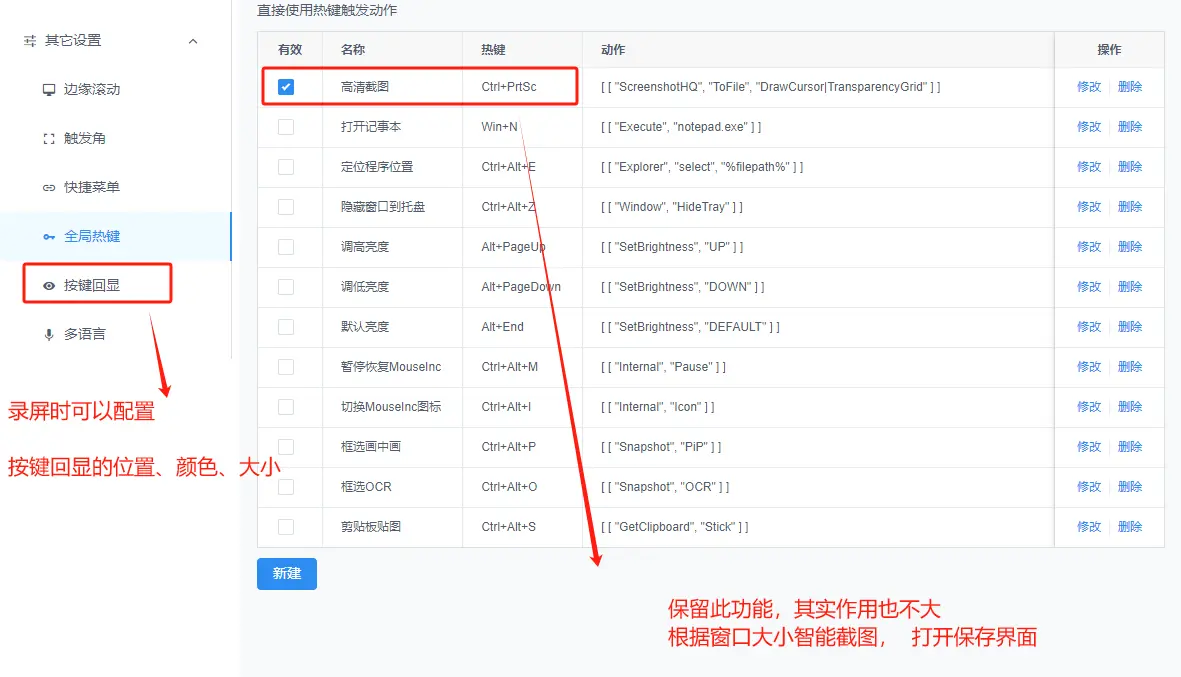 直接使用热键触发动作
其它设置
边缘滚动
触发角
快捷菜单
全局热键
按键回显
多语言
录屏时可以配置
按键回显的位置、颜色、大小
有效 名称 热键 动作 操作
高清截图 Ctrl+PrtSc [ [ "ScreenshotHQ", "ToFile", "DrawCursor|TransparencyGrid" ] ] 修改 删除
打开记事本 Win+N [ [ "Execute", "notepad.exe" ] ] 修改 删除
定位程序位置 Ctrl+Alt+E [ [ "Explorer", "select", "%filepath%" ] ] 修改 删除
隐藏窗口到托盘 Ctrl+Alt+Z [ [ "Window", "HideTray" ] ] 修改 删除
调高亮度 Alt+PageUp [ [ "SetBrightness", "UP" ] ] 修改 删除
调低亮度 Alt+PageDown [ [ "SetBrightness", "DOWN" ] ] 修改 删除
默认亮度 Alt+End [ [ "SetBrightness", "DEFAULT" ] ] 修改 删除
暂停恢复MouseInc Ctrl+Alt+M [ [ "Internal", "Pause" ] ] 修改 删除
切换MouseInc图标 Ctrl+Alt+I [ [ "Internal", "Icon" ] ] 修改 删除
框选画中画 Ctrl+Alt+P [ [ "Snapshot", "PiP" ] ] 修改 删除
框选OCR Ctrl+Alt+O [ [ "Snapshot", "OCR" ] ] 修改 删除
剪贴板贴图 Ctrl+Alt+S [ [ "GetClipboard", "Stick" ] ] 修改 删除
新建
保留此功能，其实作用也不大
根据窗口大小智能截图， 打开保存界面